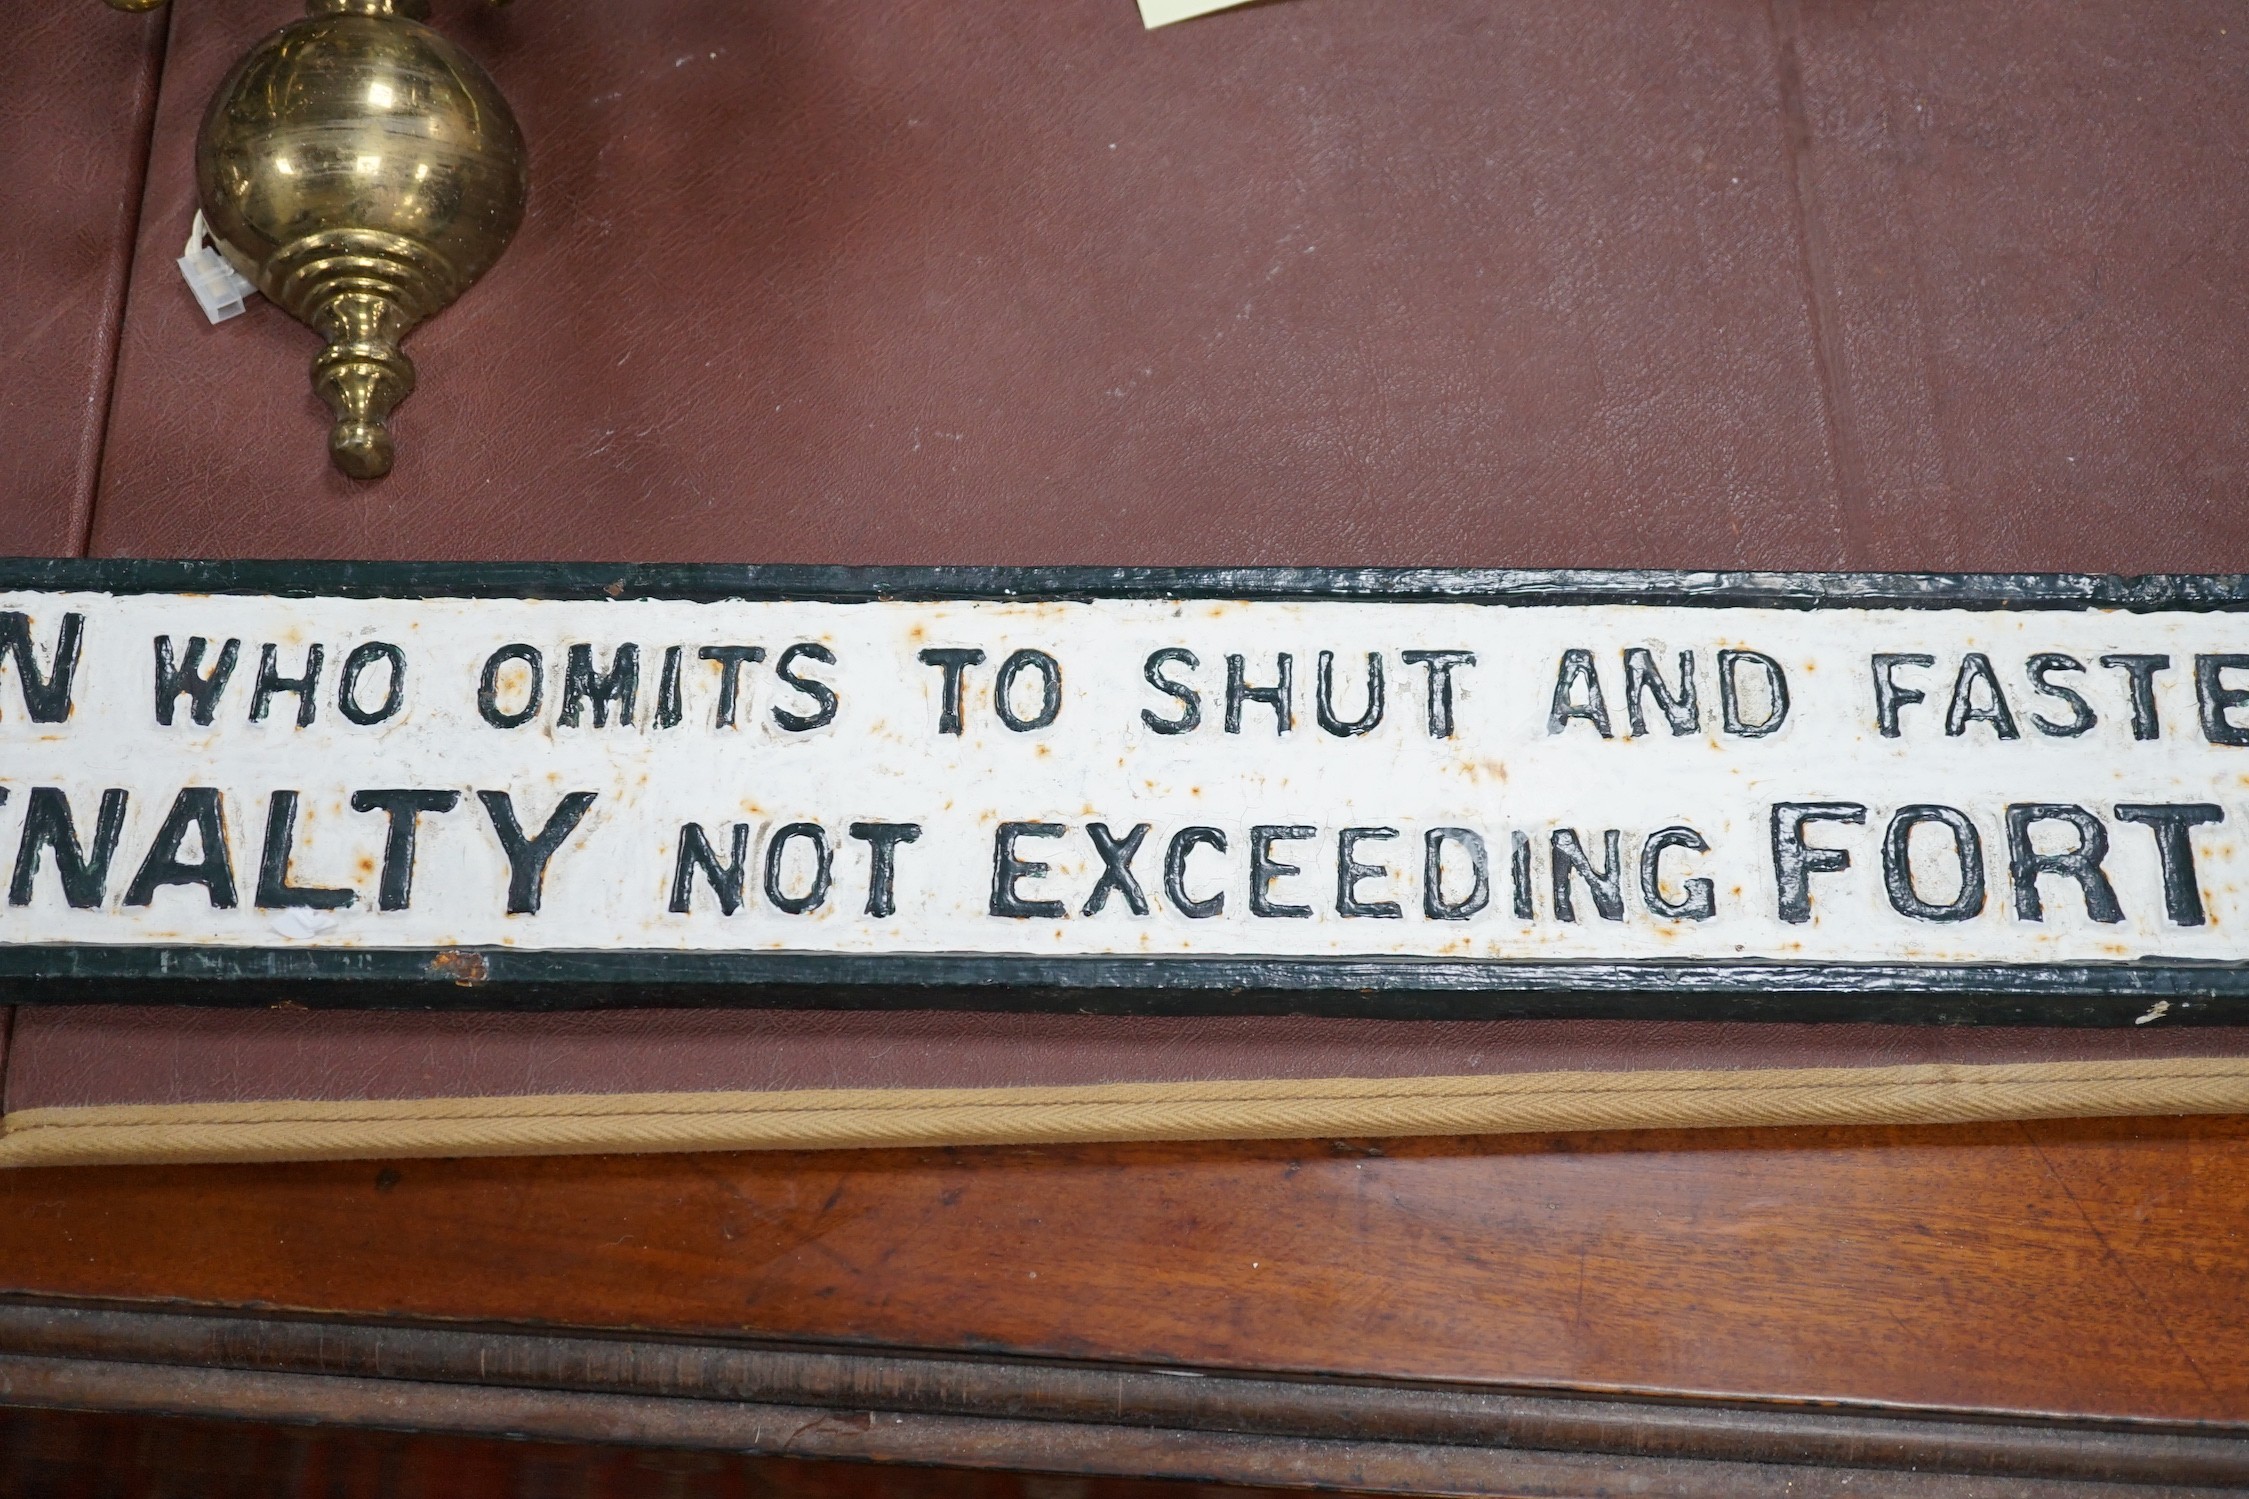 N WHO OMITS TO SHUT AND FASTE
NALTY NOT EXCEEDING FORT